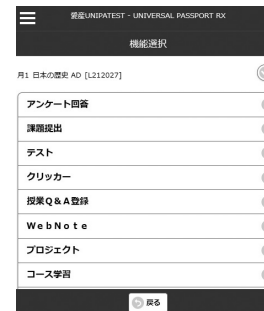 愛産UNIPATEST - UNIVERSAL PASSPORT RX
機能選択
月1 日本の歴史 AD [L212027]
アンケート回答
課題提出
テスト
クリッカー
授業Q&A登録
WebNote
プロジェクト
コース学習
戻る